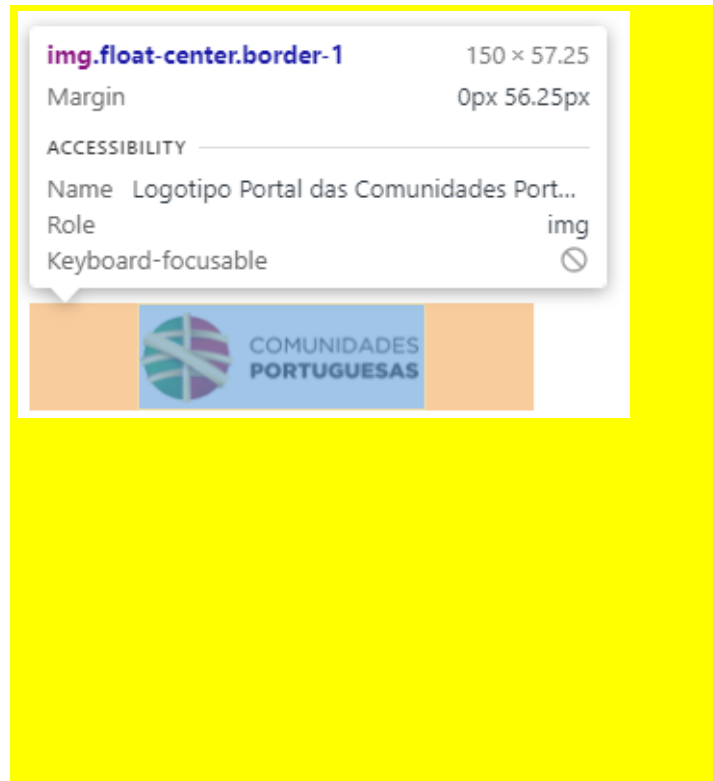 img.float-center.border-1 150 × 57.25
Margin 0px 56.25px
ACCESSIBILITY
Name Logotipo Portal das Comunidades Port...
Role img
Keyboard-focusable
COMUNIDADES
PORTUGUESAS